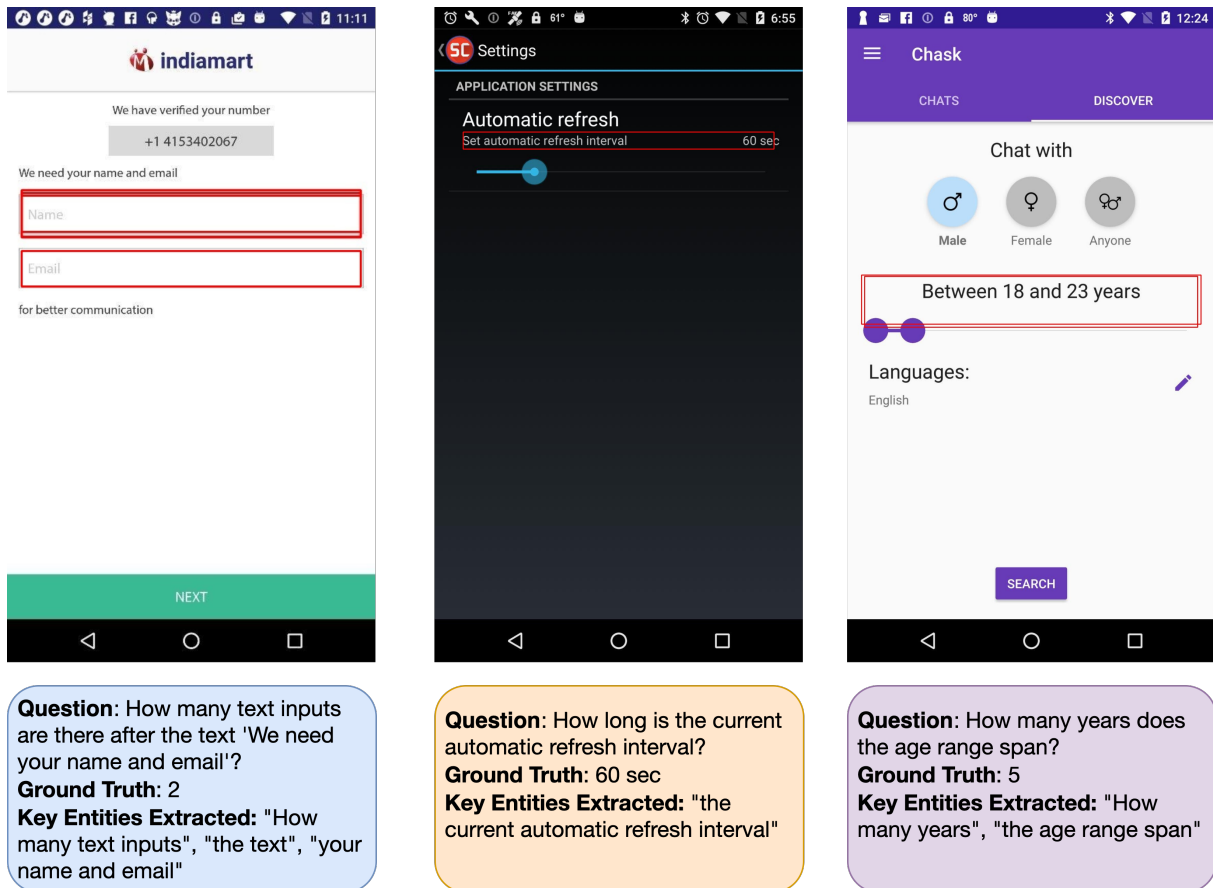 11:11
indiamart
We have verified your number
+1 4153402067
We need your name and email
Name
Email
for better communication
NEXT
Question: How many text inputs
are there after the text 'We need
your name and email'?
Ground Truth: 2
Key Entities Extracted: "How
many text inputs", "the text", "your
name and email"
61° 6:55
SC Settings
APPLICATION SETTINGS
Automatic refresh
Set automatic refresh interval 60 sec
Question: How long is the current
automatic refresh interval?
Ground Truth: 60 sec
Key Entities Extracted: "the
current automatic refresh interval"
80° 12:24
Chask
CHATS DISCOVER
Chat with
Male Female Anyone
Between 18 and 23 years
Languages:
English
SEARCH
Question: How many years does
the age range span?
Ground Truth: 5
Key Entities Extracted: "How
many years", "the age range span"